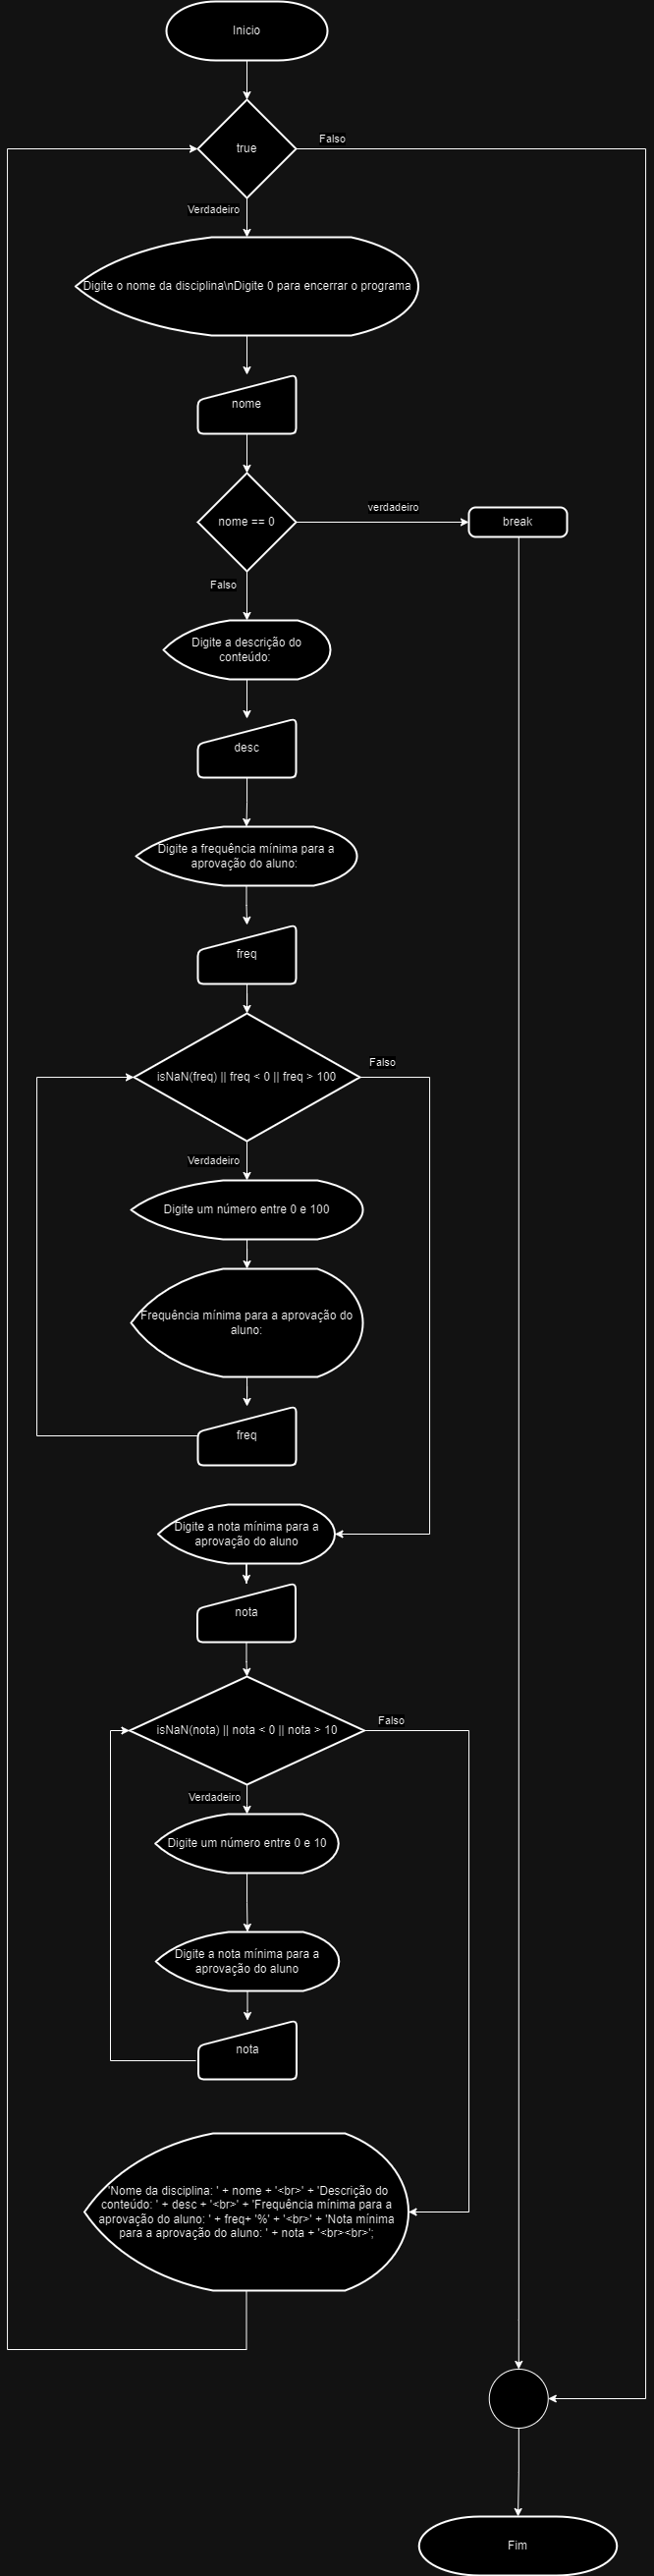 Inicio
true
Falso
Verdadeiro
Digite o nome da disciplina\nDigite 0 para encerrar o programa
nome
nome == 0
verdadeiro
break
Falso
Digite a descrição do
conteúdo:
desc
Digite a frequência mínima para a
aprovação do aluno:
freq
isNaN(freq) || freq < 0 || freq > 100
Falso
Verdadeiro
Digite um número entre 0 e 100
Frequência mínima para a aprovação do
aluno:
freq
Digite a nota mínima para a
aprovação do aluno
nota
isNaN(nota) || nota < 0 || nota > 10
Falso
Verdadeiro
Digite um número entre 0 e 10
Digite a nota mínima para a
aprovação do aluno
nota
'Nome da disciplina: ' + nome + '<br>' + 'Descrição do
conteúdo: ' + desc + '<br>' + 'Frequência mínima para a
aprovação do aluno: ' + freq+ '%' + '<br>' + 'Nota mínima
para a aprovação do aluno: ' + nota + '<br><br>';
Fim